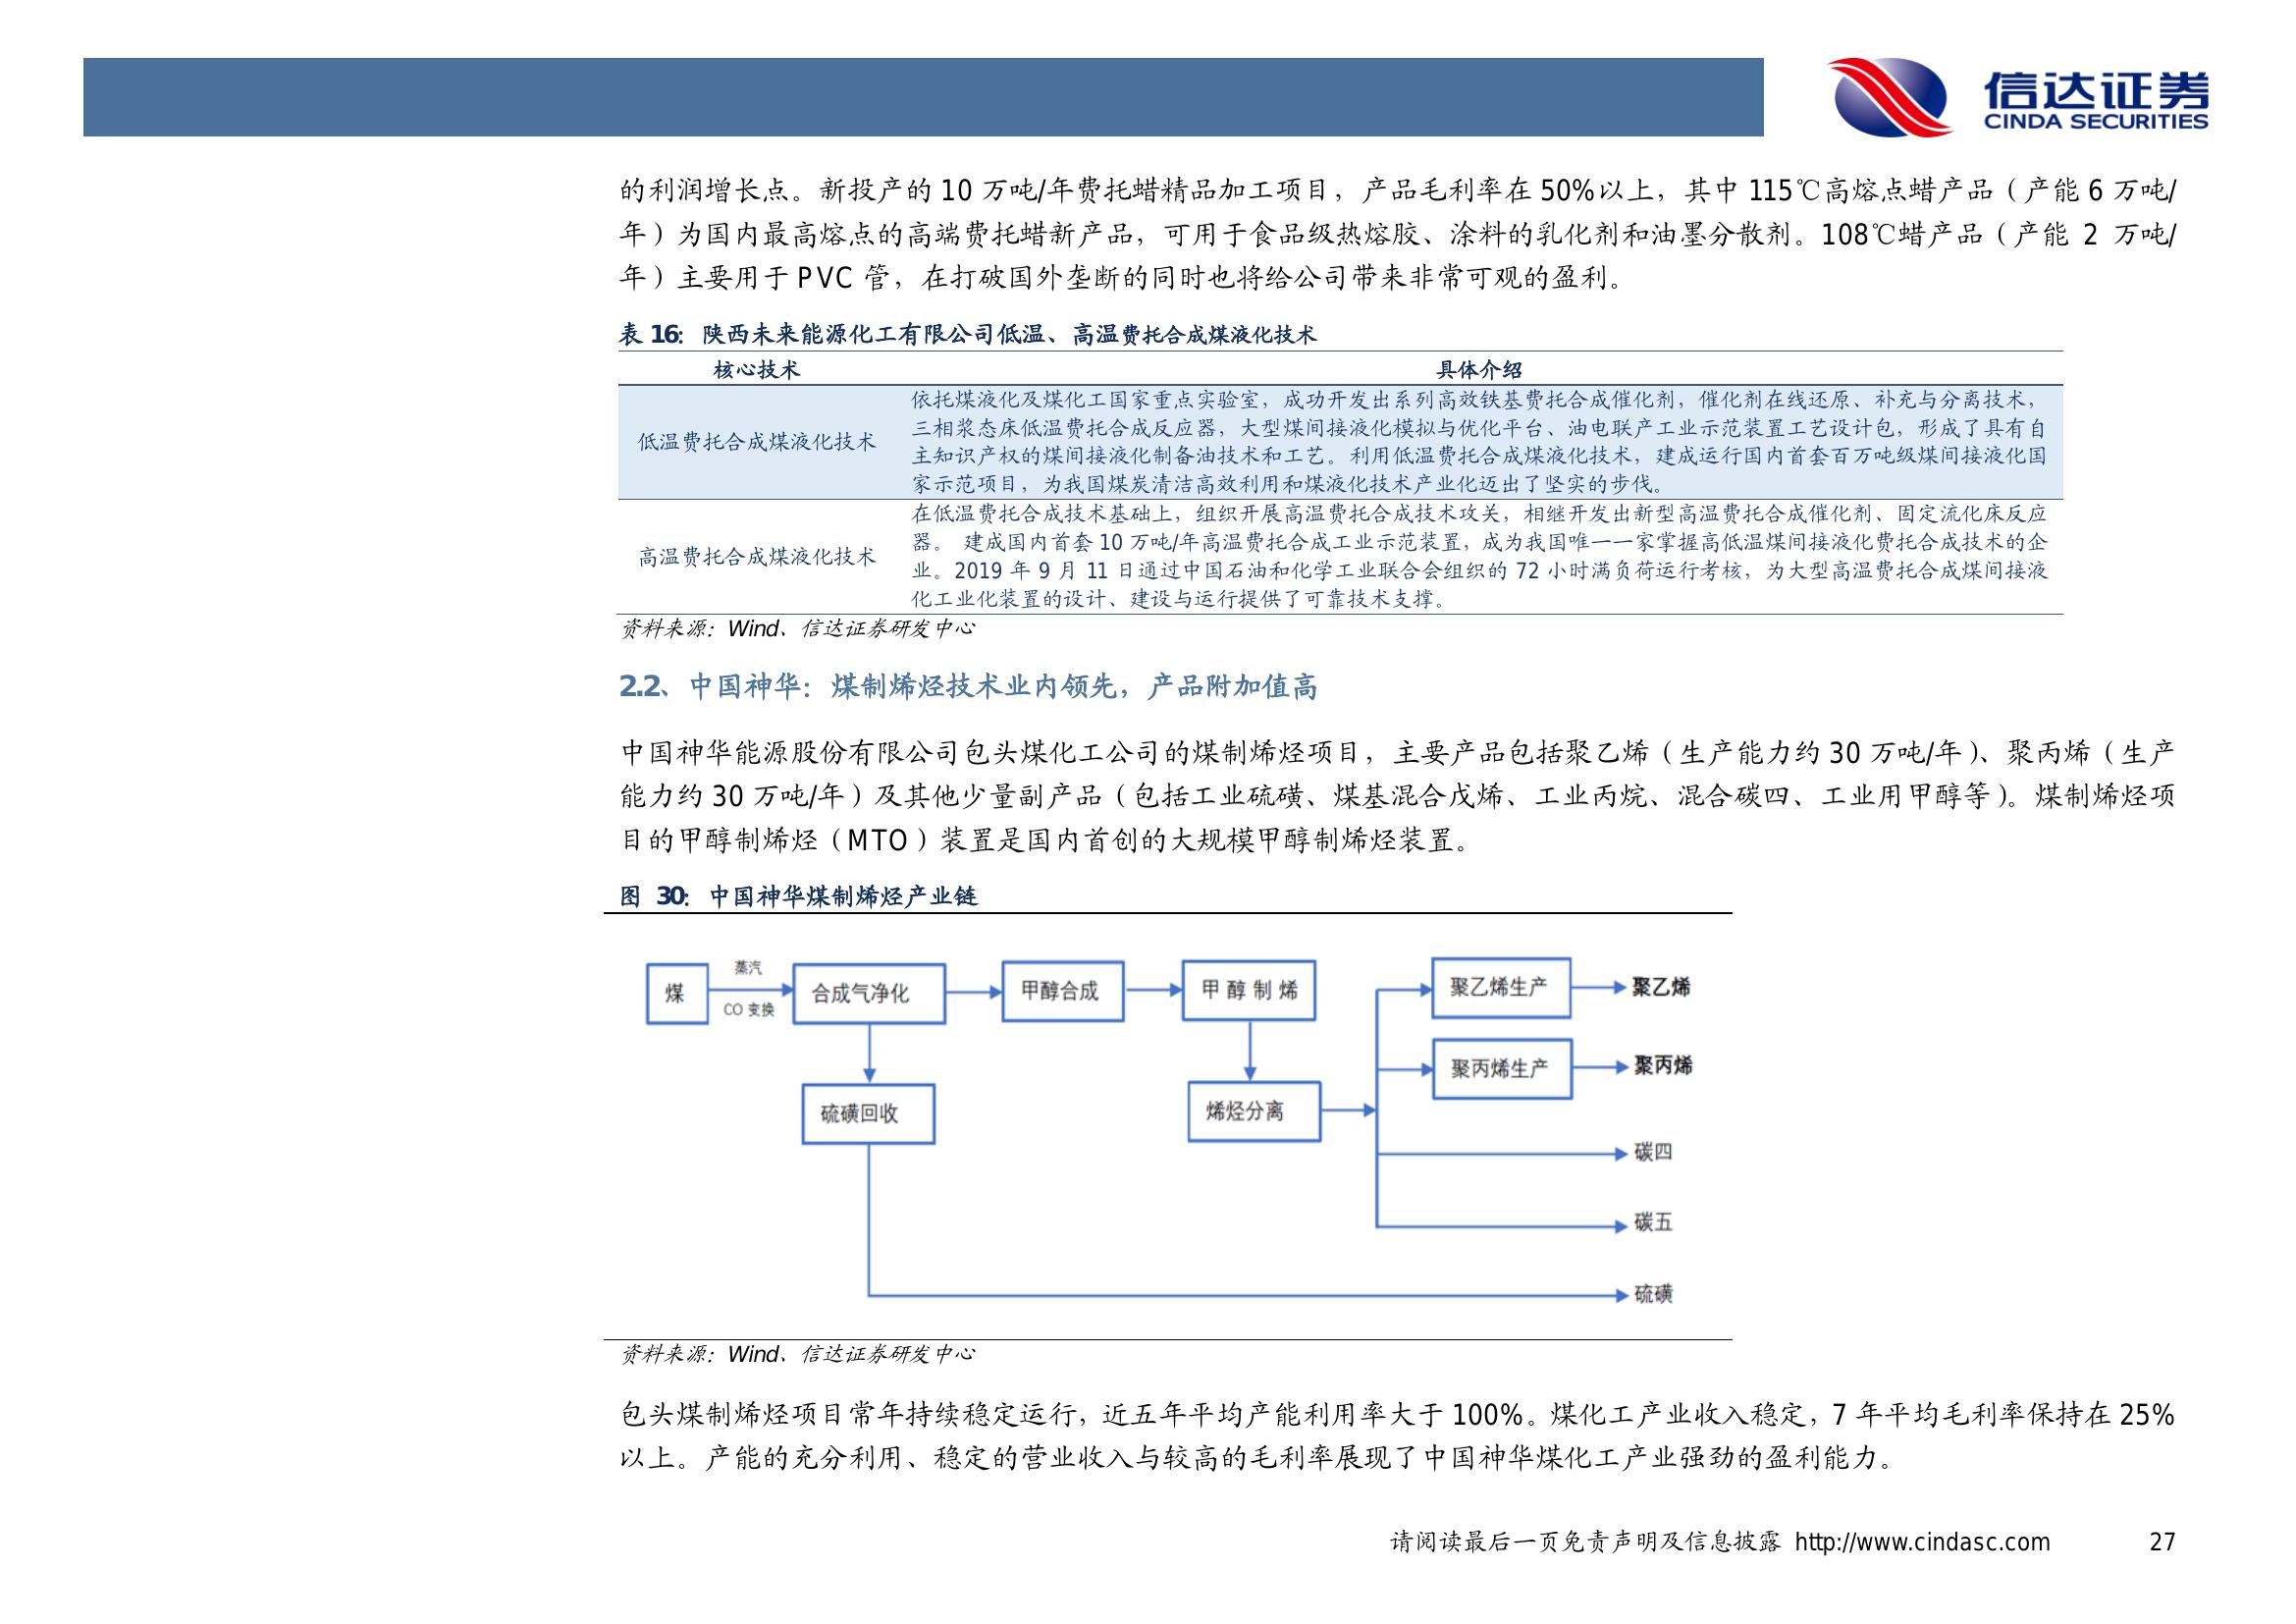 信达证券
CINDA SECURITIES
的利润增长点。新投产的 10 万吨/年费托蜡精品加工项目，产品毛利率在 50%以上，其中 115℃高熔点蜡产品（产能 6 万吨/
年）为国内最高熔点的高端费托蜡新产品，可用于食品级热熔胶、涂料的乳化剂和油墨分散剂。108℃蜡产品（产能 2 万吨/
年）主要用于 PVC 管，在打破国外垄断的同时也将给公司带来非常可观的盈利。
表 16：陕西未来能源化工有限公司低温、高温费托合成煤液化技术
核心技术 具体介绍
依托煤液化及煤化工国家重点实验室，成功开发出系列高效铁基费托合成催化剂，催化剂在线还原、补充与分离技术，
三相浆态床低温费托合成反应器，大型煤间接液化模拟与优化平台、油电联产工业示范装置工艺设计包，形成了具有自
低温费托合成煤液化技术
主知识产权的煤间接液化制备油技术和工艺。利用低温费托合成煤液化技术，建成运行国内首套百万吨级煤间接液化国
家示范项目，为我国煤炭清洁高效利用和煤液化技术产业化迈出了坚实的步伐。
在低温费托合成技术基础上，组织开展高温费托合成技术攻关，相继开发出新型高温费托合成催化剂、固定流化床反应
器。 建成国内首套 10 万吨/年高温费托合成工业示范装置，成为我国唯一一家掌握高低温煤间接液化费托合成技术的企
高温费托合成煤液化技术
业。2019 年 9 月 11 日通过中国石油和化学工业联合会组织的 72 小时满负荷运行考核，为大型高温费托合成煤间接液
化工业化装置的设计、建设与运行提供了可靠技术支撑。
资料来源：Wind、信达证券研发中心
2.2、中国神华：煤制烯烃技术业内领先，产品附加值高
中国神华能源股份有限公司包头煤化工公司的煤制烯烃项目，主要产品包括聚乙烯（生产能力约 30 万吨/年）、聚丙烯（生产
能力约 30 万吨/年）及其他少量副产品（包括工业硫磺、煤基混合戊烯、工业丙烷、混合碳四、工业用甲醇等）。煤制烯烃项
目的甲醇制烯烃（MTO）装置是国内首创的大规模甲醇制烯烃装置。
图 30：中国神华煤制烯烃产业链
煤
蒸汽
CO 变换
合成气净化
甲醇合成
甲醇制烯
聚乙烯生产
聚乙烯
聚丙烯生产
聚丙烯
硫磺回收
烯烃分离
碳四
碳五
硫磺
资料来源：Wind、信达证券研发中心
包头煤制烯烃项目常年持续稳定运行，近五年平均产能利用率大于 100%。煤化工产业收入稳定，7 年平均毛利率保持在 25%
以上。产能的充分利用、稳定的营业收入与较高的毛利率展现了中国神华煤化工产业强劲的盈利能力。
请阅读最后一页免责声明及信息披露 http://www.cindasc.com 27